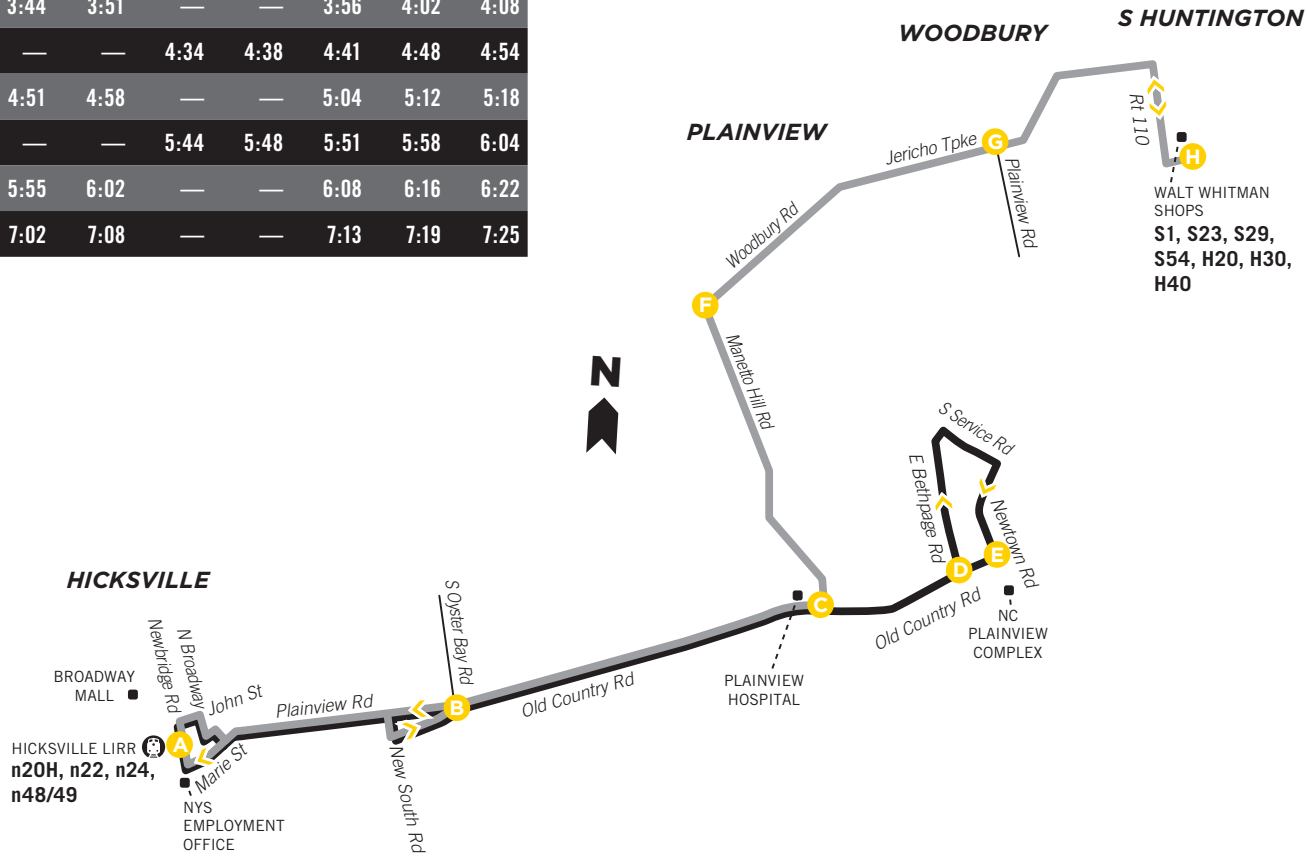 3:44 3:51 — — 3:56 4:02 4:08
— — 4:34 4:38 4:41 4:48 4:54
4:51 4:58 — — 5:04 5:12 5:18
— — 5:44 5:48 5:51 5:58 6:04
5:55 6:02 — — 6:08 6:16 6:22
7:02 7:08 — — 7:13 7:19 7:25
S HUNTINGTON
WOODBURY
PLAINVIEW
Rt 110
Jericho Tpke
G
Plainview Rd
H
WALT WHITMAN
SHOPS
S1, S23, S29,
S54, H20, H30,
H40
Woodbury Rd
F
Manetto Hill Rd
N
S Service Rd
E Bethpage Rd
Newtown Rd
D
E
C
Old Country Rd
NC
PLAINVIEW
COMPLEX
PLAINVIEW
HOSPITAL
HICKSVILLE
S Oyster Bay Rd
B
Old Country Rd
Newbridge Rd
N Broadway
BROADWAY
MALL
John St
Plainview Rd
HICKSVILLE LIRR
A
n20H, n22, n24,
n48/49
Marie St
New South Rd
NYS
EMPLOYMENT
OFFICE